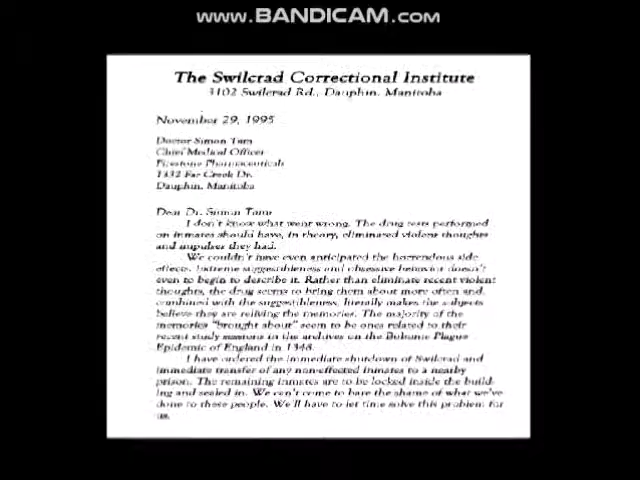 www.BANDICAM.com
The Swilcrad Correctional Institute
3102 Swilcrad Rd., Dauphin, Manitoba
November 29, 1995
Doctor Simon Tam
Chief Medical Officer
Firestone Pharmaceuticals
1432 Far Creek Dr.
Dauphin, Manitoba
Dear Dr. Simon Tam:
I don't know what went wrong. The drug tests performed
on inmates should have, in theory, eliminated violent thoughts
and impulses they had.
We couldn't have even anticipated the horrendous side
effects. Extreme suggestibleness and obsessive behavior doesn't
even to begin to describe it. Rather than eliminate recent violent
thoughts, the drug seems to bring them about more often and,
combined with the suggestibleness, literally makes the subjects
believe they are reliving the memories. The majority of the
memories "brought about" seem to be ones related to their
recent study sessions in the archives on the Bubonic Plague
Epidemic of England in 1348.
I have ordered the immediate shutdown of Swilcrad and
immediate transfer of any non-effected inmates to a nearby
prison. The remaining inmates are to be locked inside the build-
ing and sealed in. We can't come to bare the shame of what we've
done to these people. We'll have to let time solve this problem for
us.